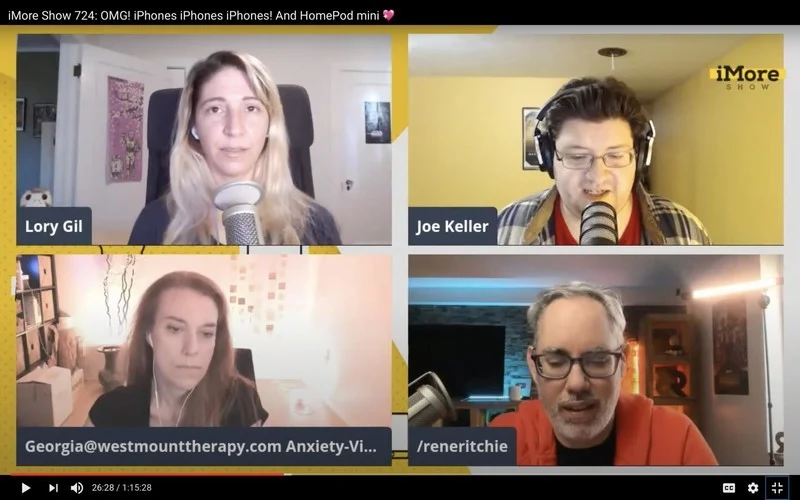 iMore Show 724: OMG! iPhones iPhones iPhones! And HomePod mini 💖
iMore
SHOW
Lory Gil
Joe Keller
Georgia@westmounttherapy.com Anxiety-Vi...
/reneritchie
26:28 / 1:15:28
CC